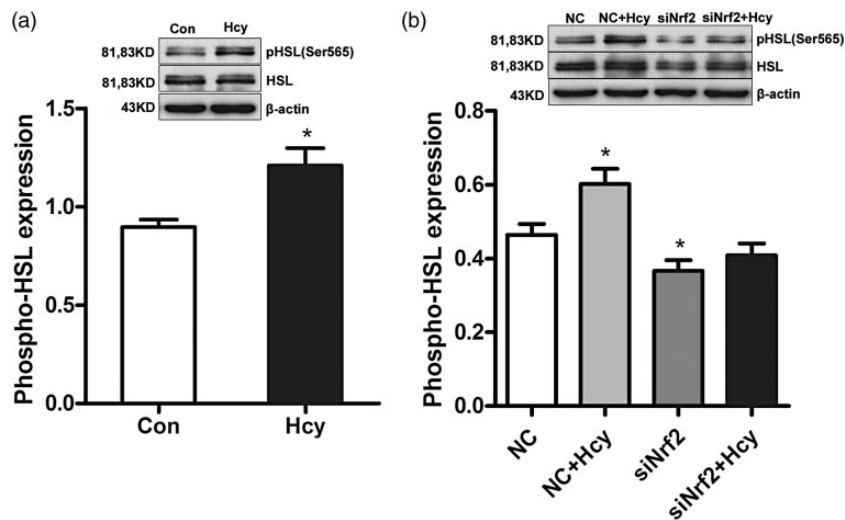 (a)
Con Hcy
81,83KD pHSL(Ser565)
81,83KD HSL
43KD β-actin
Phospho-HSL expression
1.5
*
1.0
0.5
0.0
Con Hcy
(b)
NC NC+Hcy siNrf2 siNrf2+Hcy
81,83KD pHSL(Ser565)
81,83KD HSL
43KD β-actin
Phospho-HSL expression
0.8
*
0.6
*
0.4
0.2
0.0
NC NC+Hcy siNrf2 siNrf2+Hcy